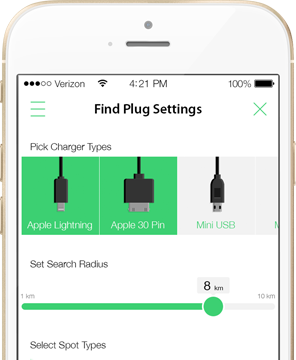 Verizon 4:21 PM 100%
Find Plug Settings
Pick Charger Types
Apple Lightning Apple 30 Pin Mini USB
Set Search Radius
8 km
1 km 10 km
Select Spot Types